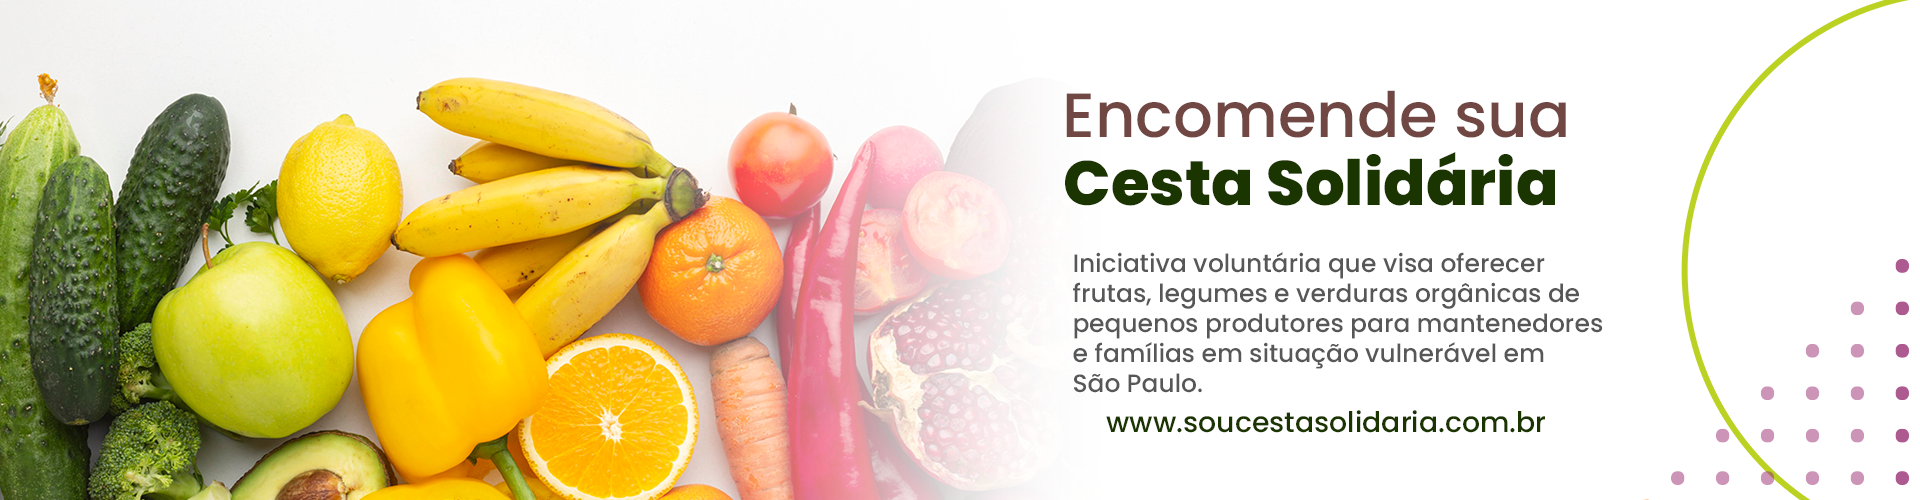 Encomende sua
Cesta Solidária
Iniciativa voluntária que visa oferecer
frutas, legumes e verduras orgânicas de
pequenos produtores para mantenedores
e famílias em situação vulnerável em
São Paulo.
www.soucestasolidaria.com.br